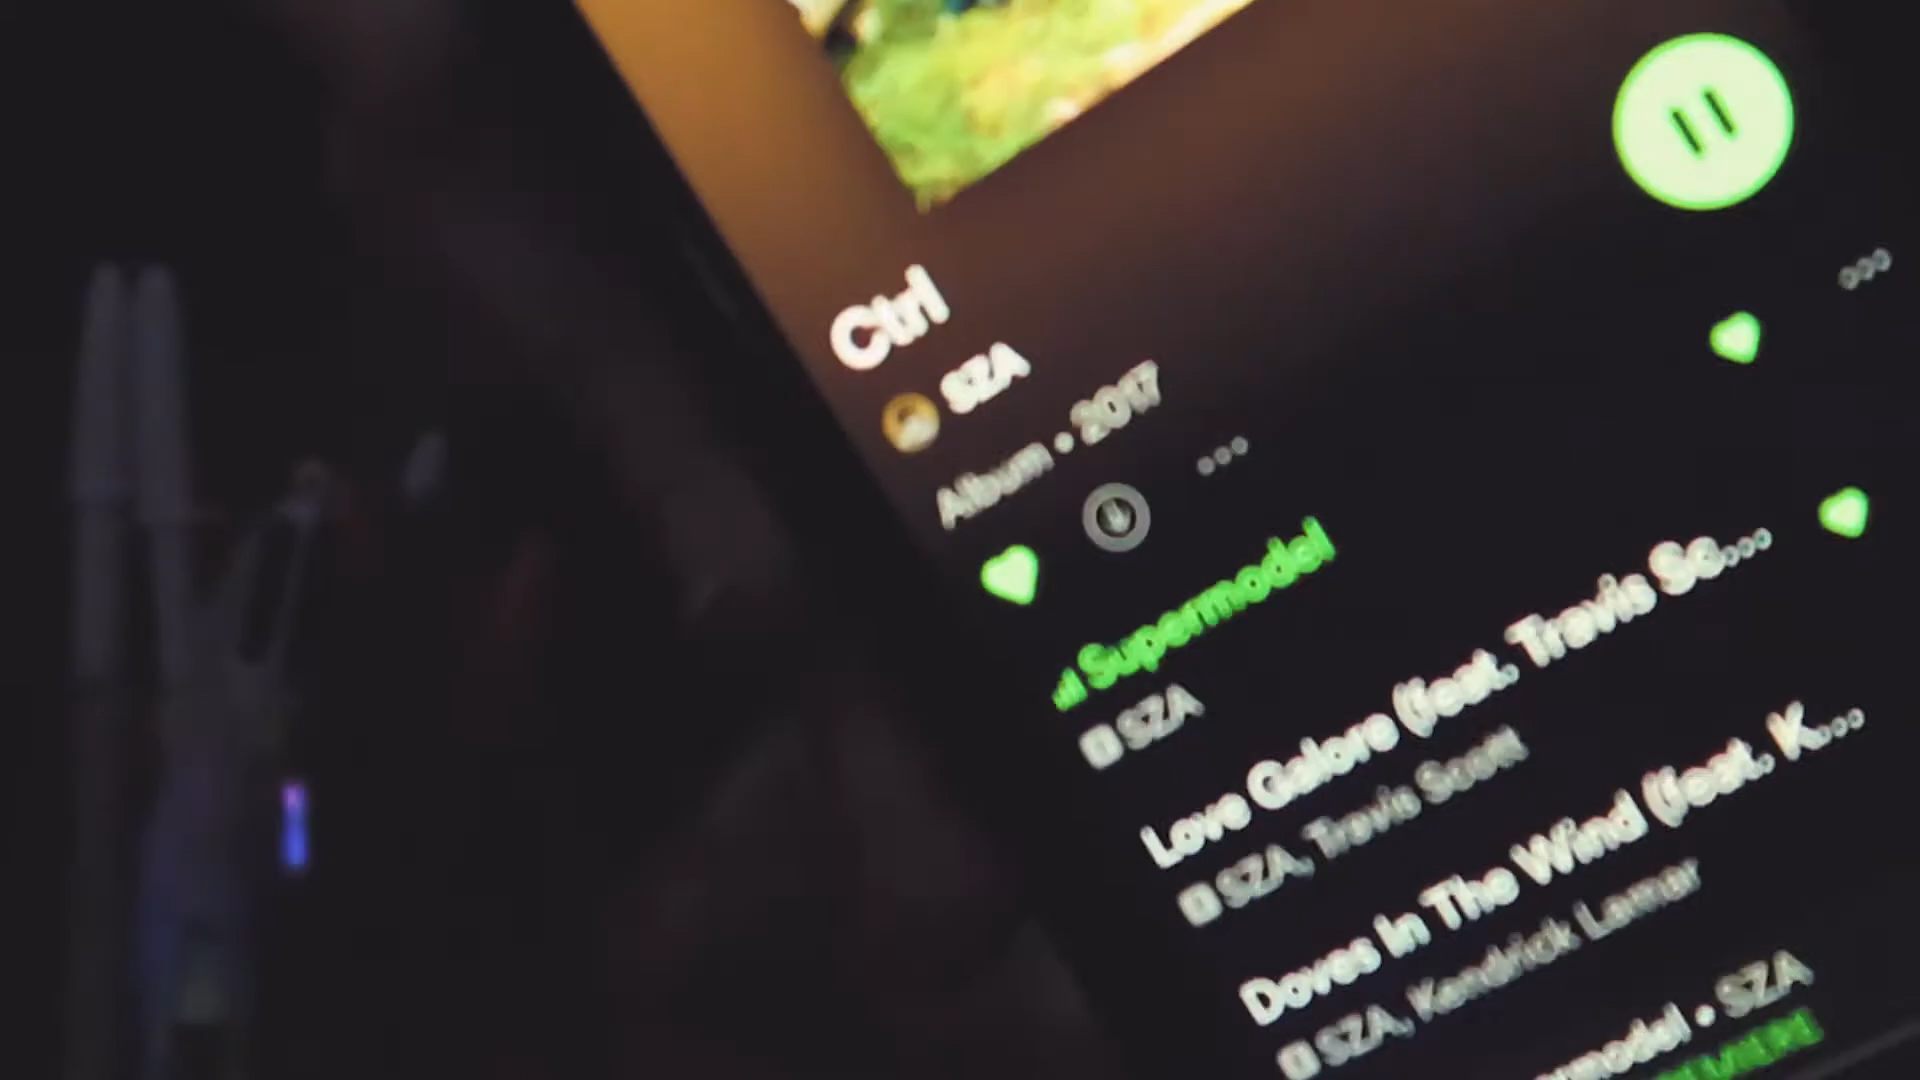 Ctrl
SZA
Album • 2017
Supermodel
SZA
Love Galore (feat. Travis Sc...
SZA, Travis Scott
Doves In The Wind (feat. K...
SZA, Kendrick Lamar
ermodel • SZA